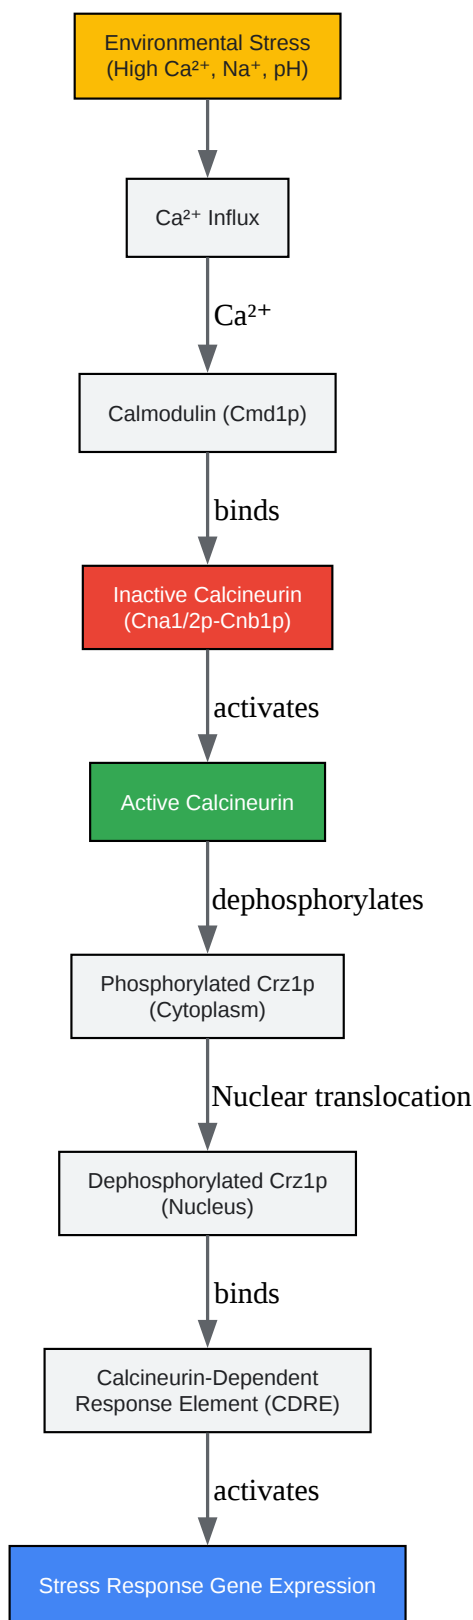 Environmental Stress
(High Ca²⁺, Na⁺, pH)
Ca²⁺ Influx
Ca²⁺
Calmodulin (Cmd1p)
binds
Inactive Calcineurin
(Cna1/2p-Cnb1p)
activates
Active Calcineurin
dephosphorylates
Phosphorylated Crz1p
(Cytoplasm)
Nuclear translocation
Dephosphorylated Crz1p
(Nucleus)
binds
Calcineurin-Dependent
Response Element (CDRE)
activates
Stress Response Gene Expression